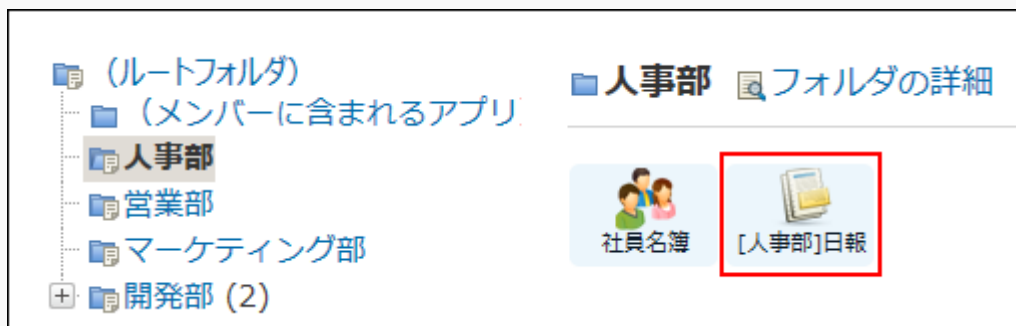 (ルートフォルダ)
(メンバーに含まれるアプリ
人事部
営業部
マーケティング部
開発部 (2)
人事部 フォルダの詳細
社員名簿
[人事部]日報